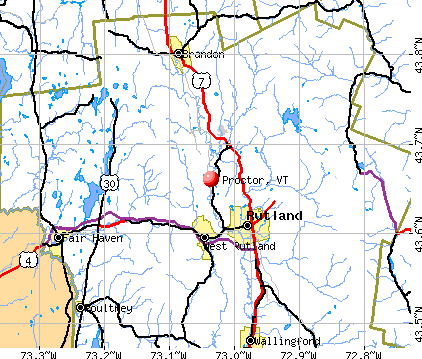 Brandon
43.8°N
7
43.7°N
Proctor, VT
30
Rutland
Fair Haven
West Rutland
43.6°N
4
Poultney
43.5°N
Wallingford
73.3°W
73.2°W
73.1°W
73.0°W
72.9°W
72.8°W